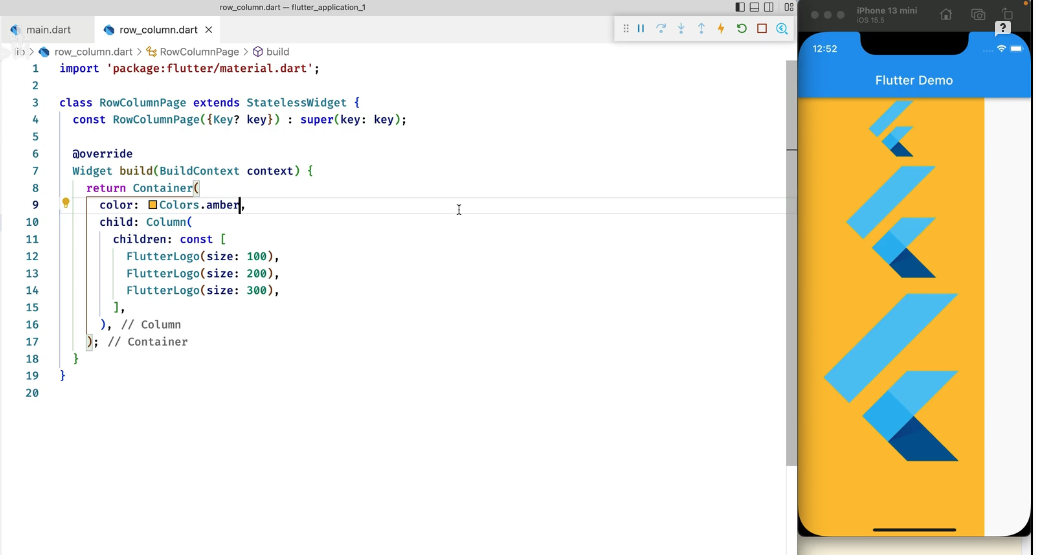 row_column.dart — flutter_application_1
iPhone 13 mini
iOS 15.5
main.dart
row_column.dart
row_column.dart > RowColumnPage > build
1 import 'package:flutter/material.dart';
2
3 class RowColumnPage extends StatelessWidget {
4 const RowColumnPage({Key? key}) : super(key: key);
5
6 @override
7 Widget build(BuildContext context) {
8 return Container(
9 color: Colors.amber,
10 child: Column(
11 children: const [
12 FlutterLogo(size: 100),
13 FlutterLogo(size: 200),
14 FlutterLogo(size: 300),
15 ],
16 ), // Column
17 ); // Container
18 }
19 }
20
?
12:52
Flutter Demo